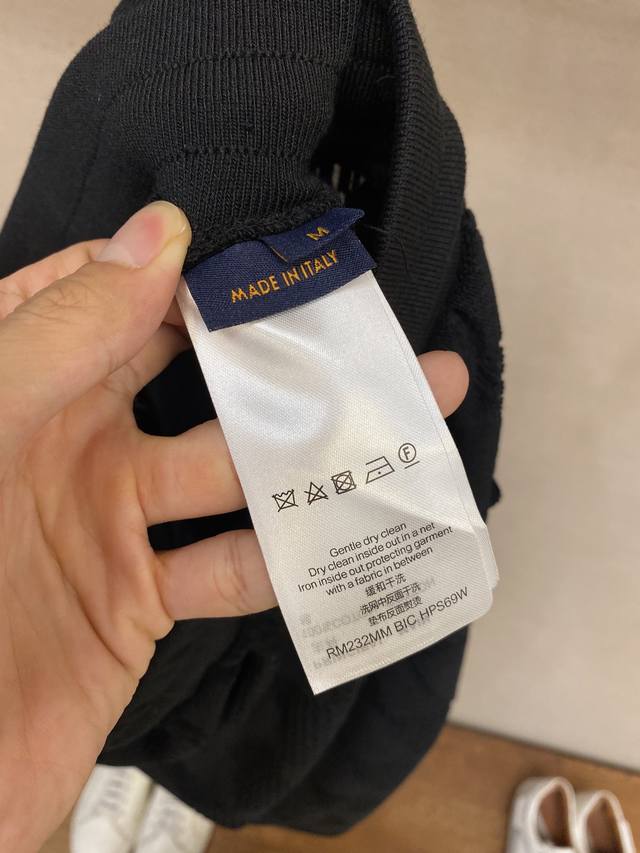 M
MADE IN ITALY
F
Gentle dry clean
Dry clean inside out in a net
Iron inside out protecting garment
with a fabric in between
缓和干洗
洗网中反面干洗
垫布反面熨烫
RM232MM BIC HPS69W